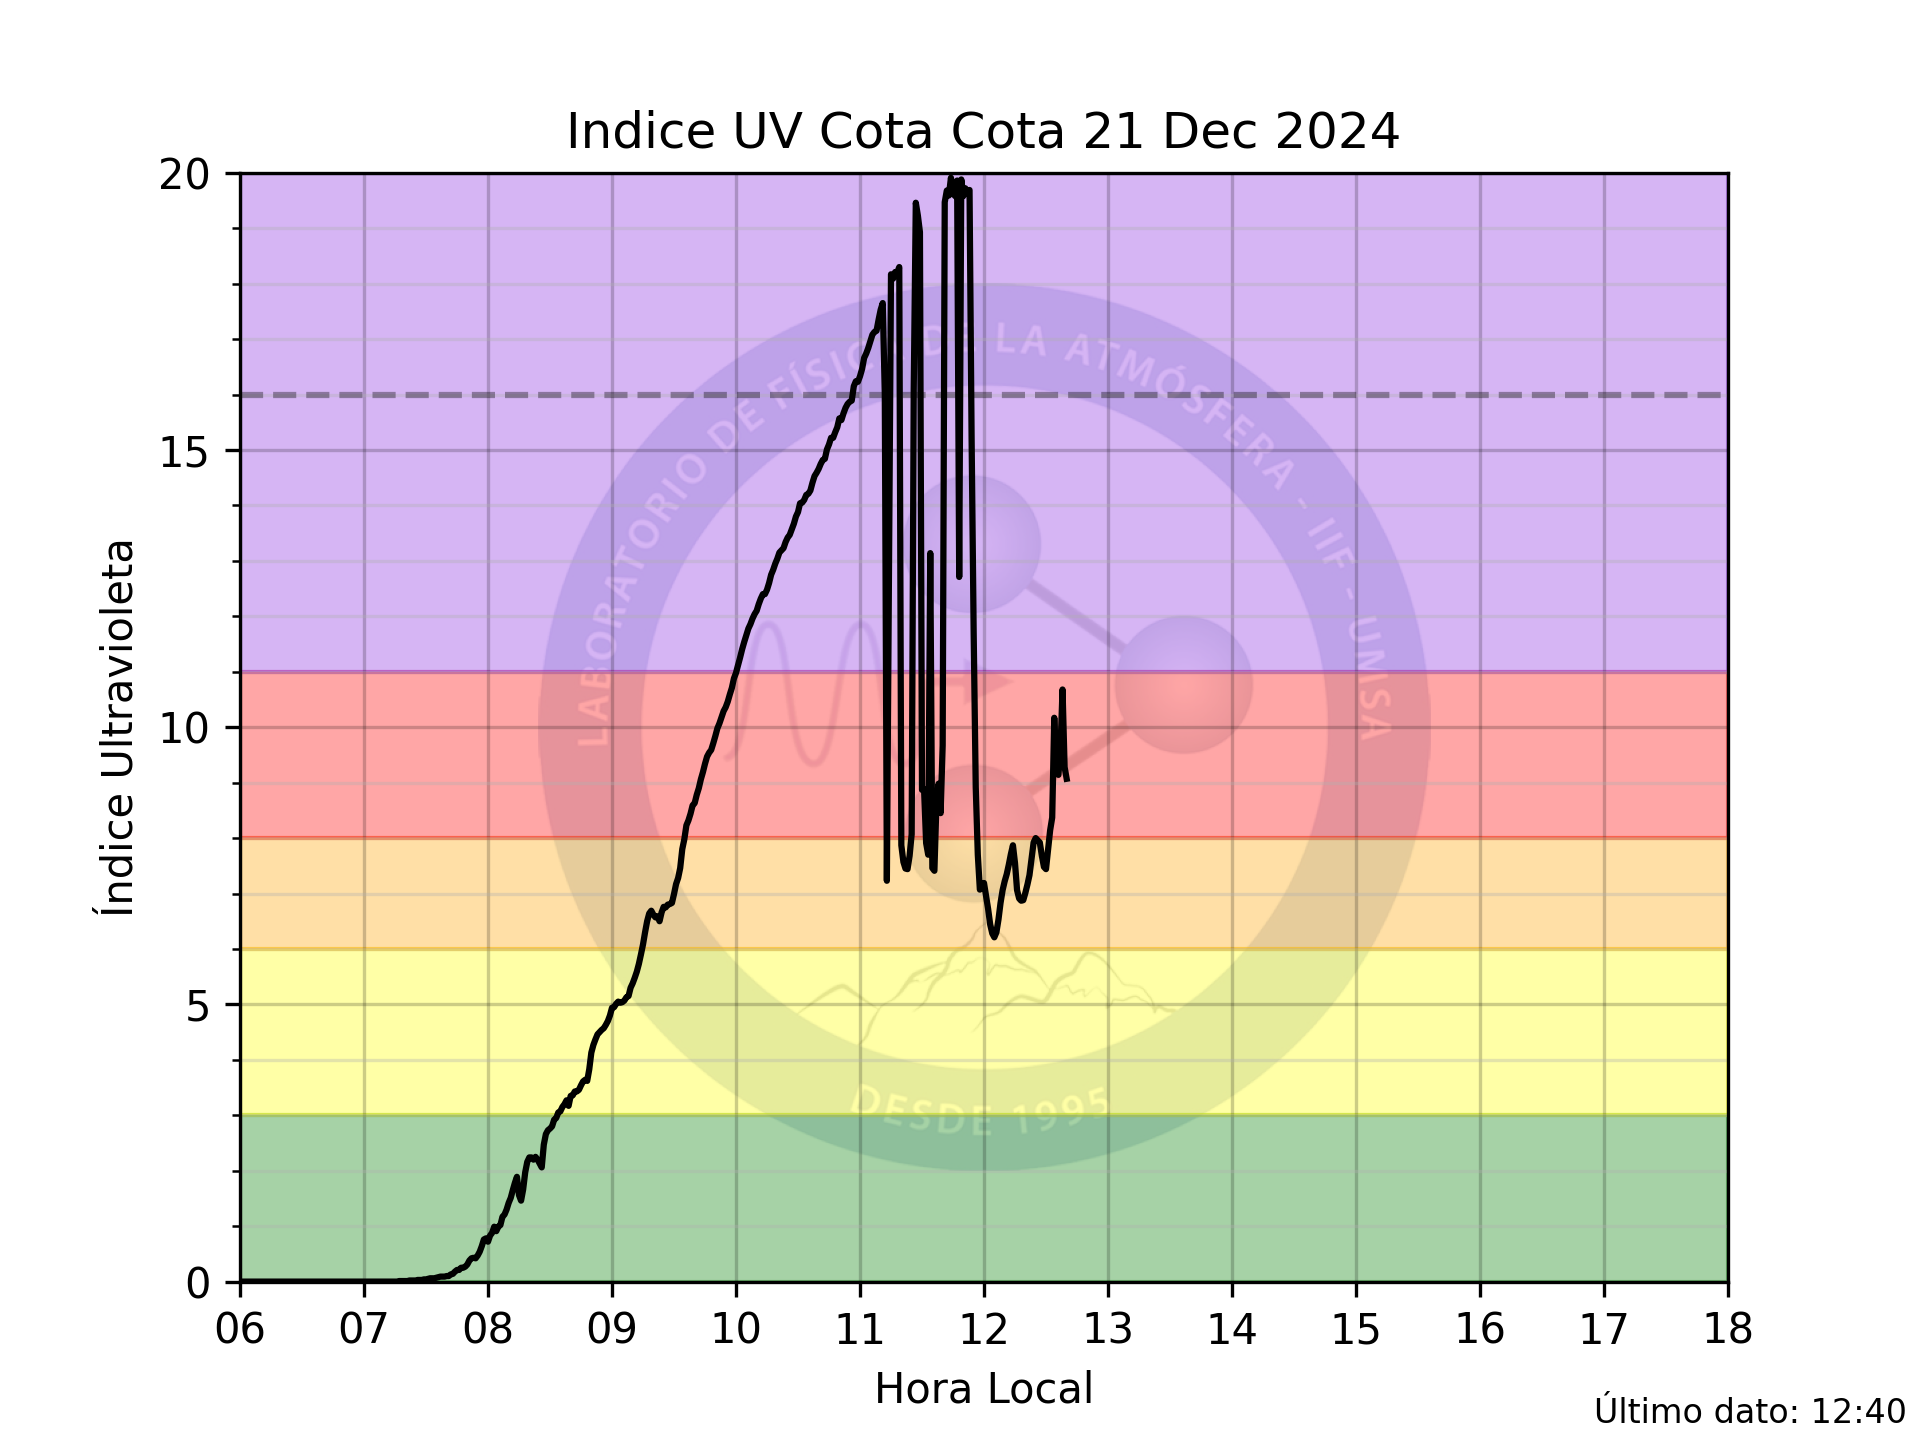 Indice UV Cota Cota 21 Dec 2024
20
15
10
5
0
Índice Ultravioleta
LABORATORIO DE FÍSICA DE LA ATMÓSFERA - IIF - UMSA
DESDE 1995
06 07 08 09 10 11 12 13 14 15 16 17 18
Hora Local
Último dato: 12:40